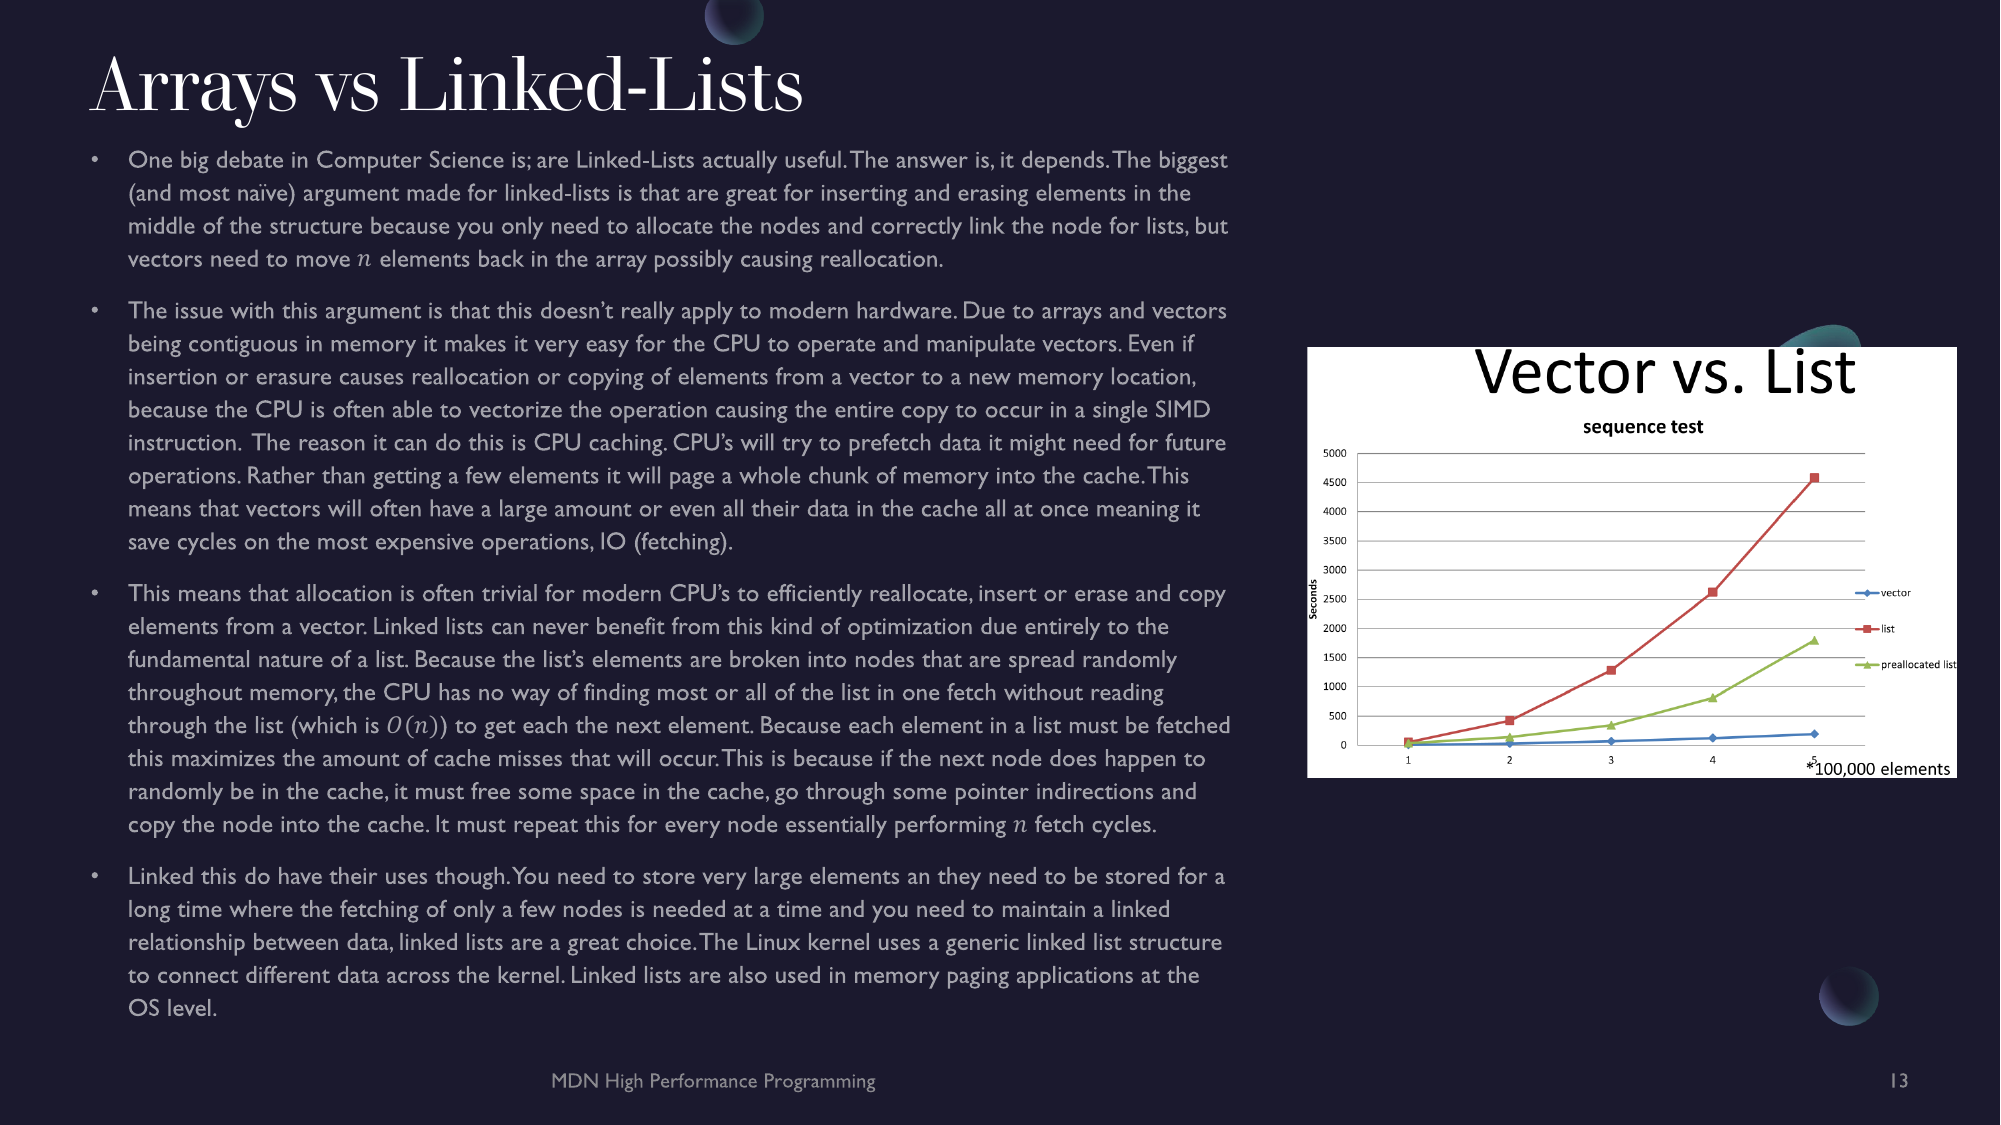 Arrays vs Linked-Lists
• One big debate in Computer Science is; are Linked-Lists actually useful. The answer is, it depends. The biggest
(and most naïve) argument made for linked-lists is that are great for inserting and erasing elements in the
middle of the structure because you only need to allocate the nodes and correctly link the node for lists, but
vectors need to move n elements back in the array possibly causing reallocation.
• The issue with this argument is that this doesn't really apply to modern hardware. Due to arrays and vectors
being contiguous in memory it makes it very easy for the CPU to operate and manipulate vectors. Even if
insertion or erasure causes reallocation or copying of elements from a vector to a new memory location,
because the CPU is often able to vectorize the operation causing the entire copy to occur in a single SIMD
instruction. The reason it can do this is CPU caching. CPU's will try to prefetch data it might need for future
operations. Rather than getting a few elements it will page a whole chunk of memory into the cache. This
means that vectors will often have a large amount or even all their data in the cache all at once meaning it
save cycles on the most expensive operations, IO (fetching).
• This means that allocation is often trivial for modern CPU's to efficiently reallocate, insert or erase and copy
elements from a vector. Linked lists can never benefit from this kind of optimization due entirely to the
fundamental nature of a list. Because the list's elements are broken into nodes that are spread randomly
throughout memory, the CPU has no way of finding most or all of the list in one fetch without reading
through the list (which is O(n)) to get each the next element. Because each element in a list must be fetched
this maximizes the amount of cache misses that will occur. This is because if the next node does happen to
randomly be in the cache, it must free some space in the cache, go through some pointer indirections and
copy the node into the cache. It must repeat this for every node essentially performing n fetch cycles.
• Linked this do have their uses though. You need to store very large elements an they need to be stored for a
long time where the fetching of only a few nodes is needed at a time and you need to maintain a linked
relationship between data, linked lists are a great choice. The Linux kernel uses a generic linked list structure
to connect different data across the kernel. Linked lists are also used in memory paging applications at the
OS level.
Vector vs. List
sequence test
5000
4500
4000
3500
3000
2500
2000
1500
1000
500
0
Seconds
1 2 3 4 5
vector
list
preallocated list
*100,000 elements
MDN High Performance Programming
13